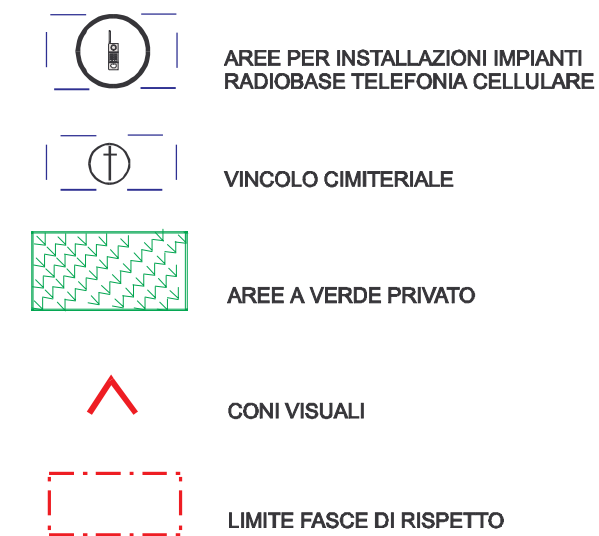 AREE PER INSTALLAZIONI IMPIANTI
RADIOBASE TELEFONIA CELLULARE
VINCOLO CIMITERIALE
AREE A VERDE PRIVATO
CONI VISUALI
LIMITE FASCE DI RISPETTO